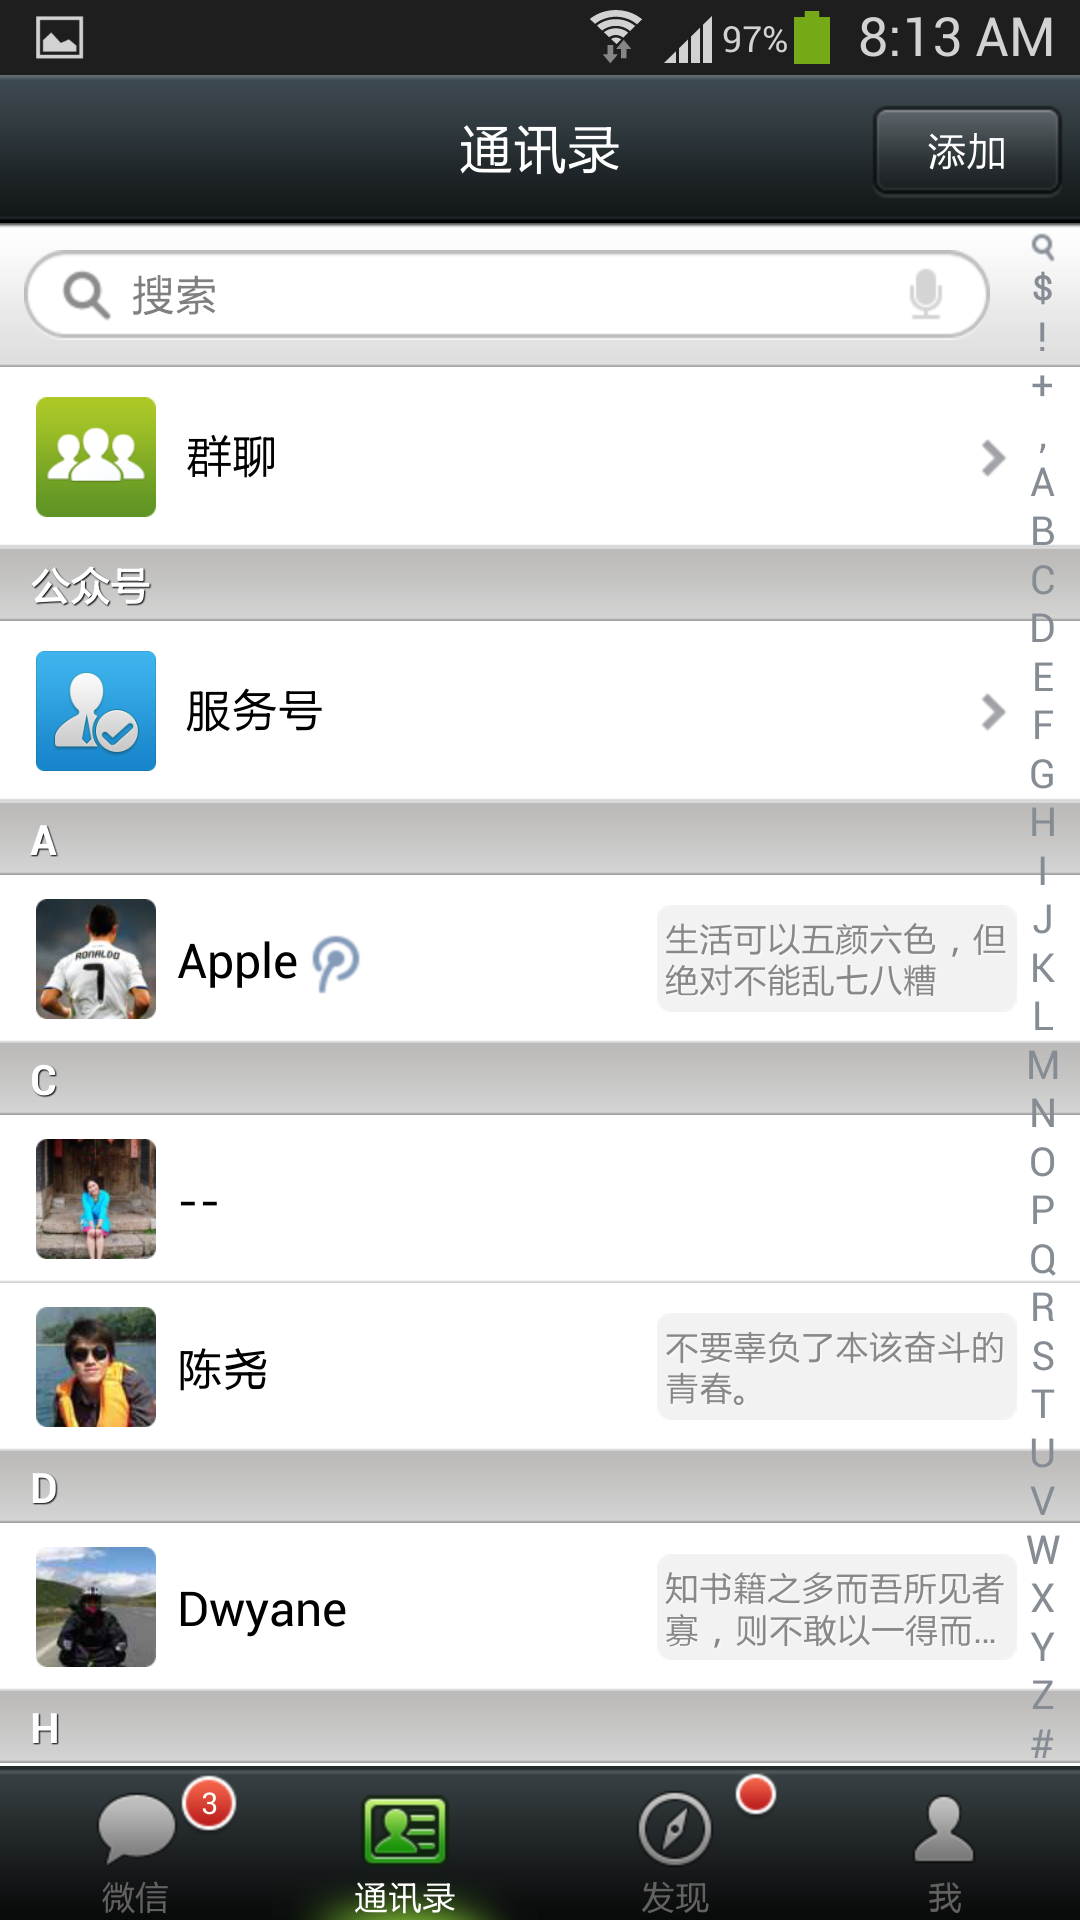 97% 8:13 AM
通讯录 添加
搜索
群聊
公众号
服务号
A
RONALDO
7
Apple
生活可以五颜六色，但
绝对不能乱七八糟
C
--
陈尧
不要辜负了本该奋斗的
青春。
D
Dwyane
知书籍之多而吾所见者
寡，则不敢以一得而...
H
$
!
+
,
A
B
C
D
E
F
G
H
I
J
K
L
M
N
O
P
Q
R
S
T
U
V
W
X
Y
Z
#
3
微信 通讯录 发现 我